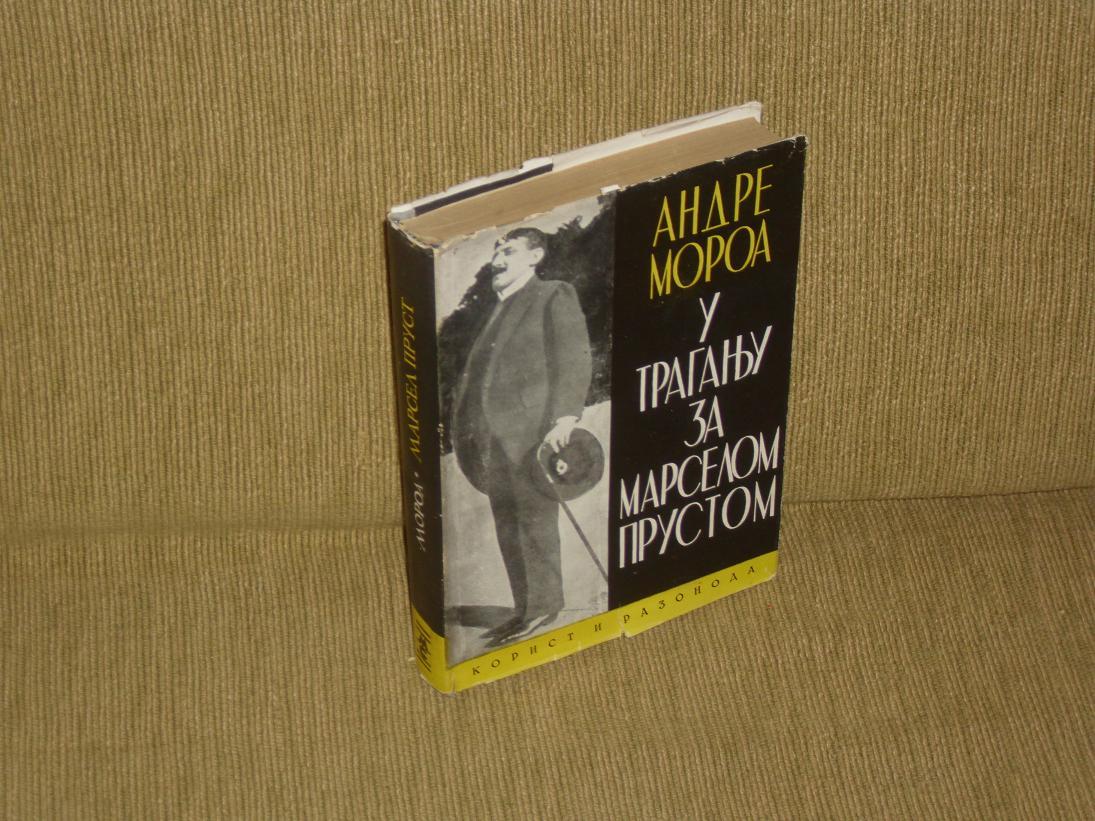 АНДРЕ
МОРОА
У
ТРАГАЊУ
ЗА
МАРСЕЛОМ
ПРУСТОМ
КОРИСТ И РАЗОНОДА
МОРОА • МАРСЕЛ ПРУСТ